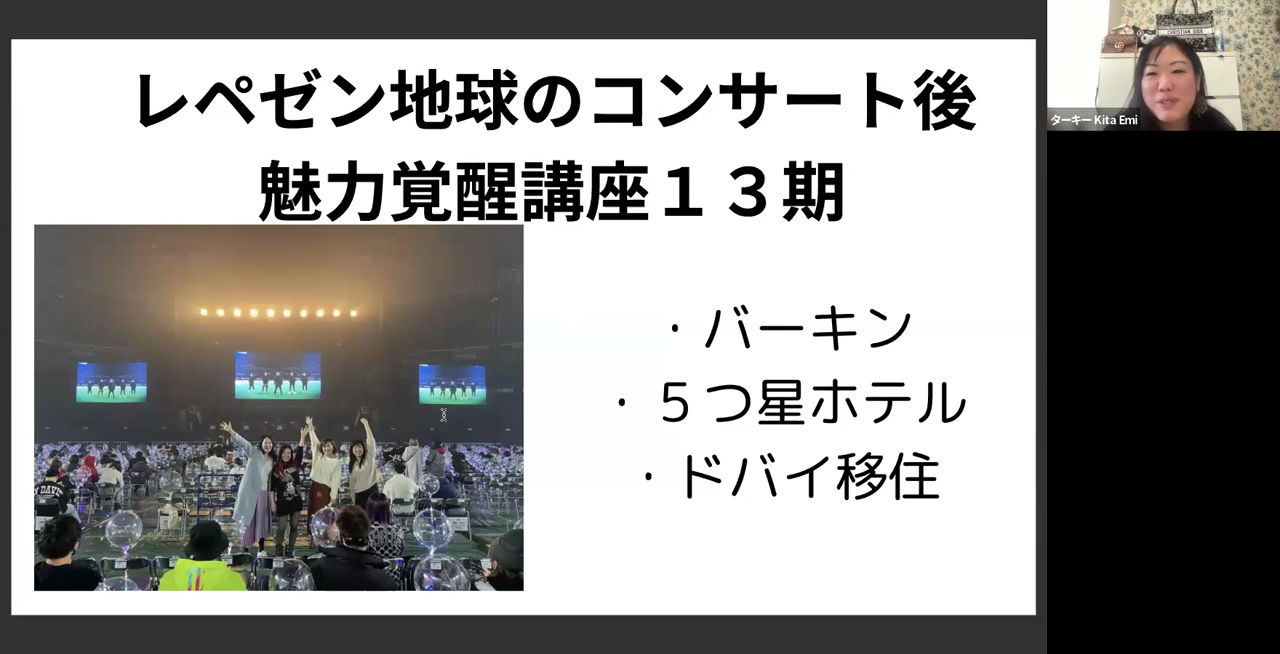 レペゼン地球のコンサート後
魅力覚醒講座１３期
・バーキン
・５つ星ホテル
・ドバイ移住
CHRISTIAN DIOR
ターキー Kita Emi